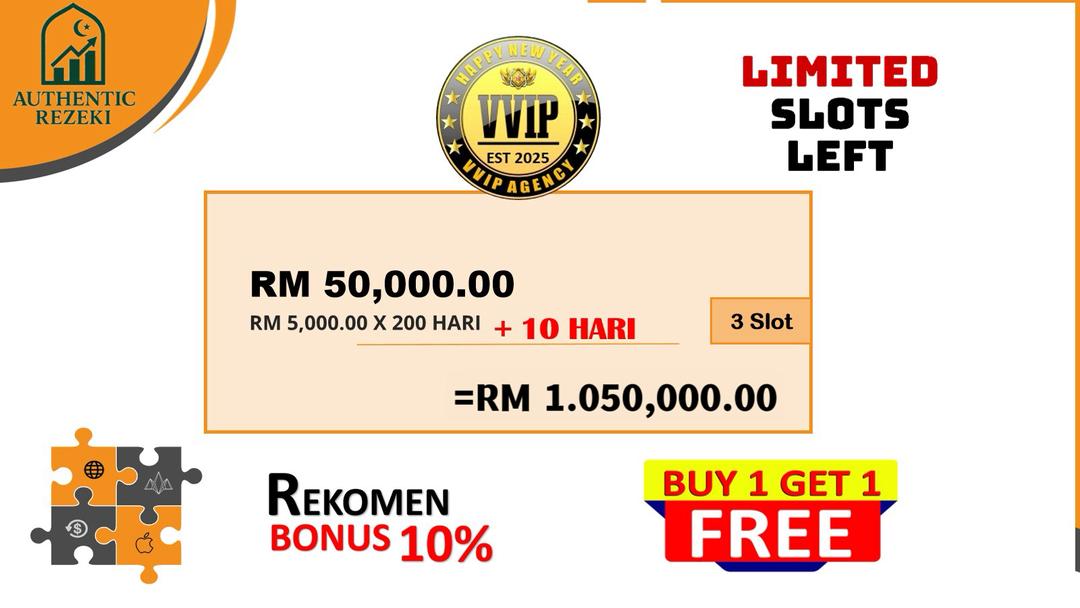 AUTHENTIC
REZEKI
HAPPY NEW YEAR
VVIP
EST 2025
VVIP AGENCY
LIMITED
SLOTS
LEFT
RM 50,000.00
RM 5,000.00 X 200 HARI + 10 HARI
3 Slot
=RM 1.050,000.00
REKOMEN
BONUS 10%
BUY 1 GET 1
FREE
$